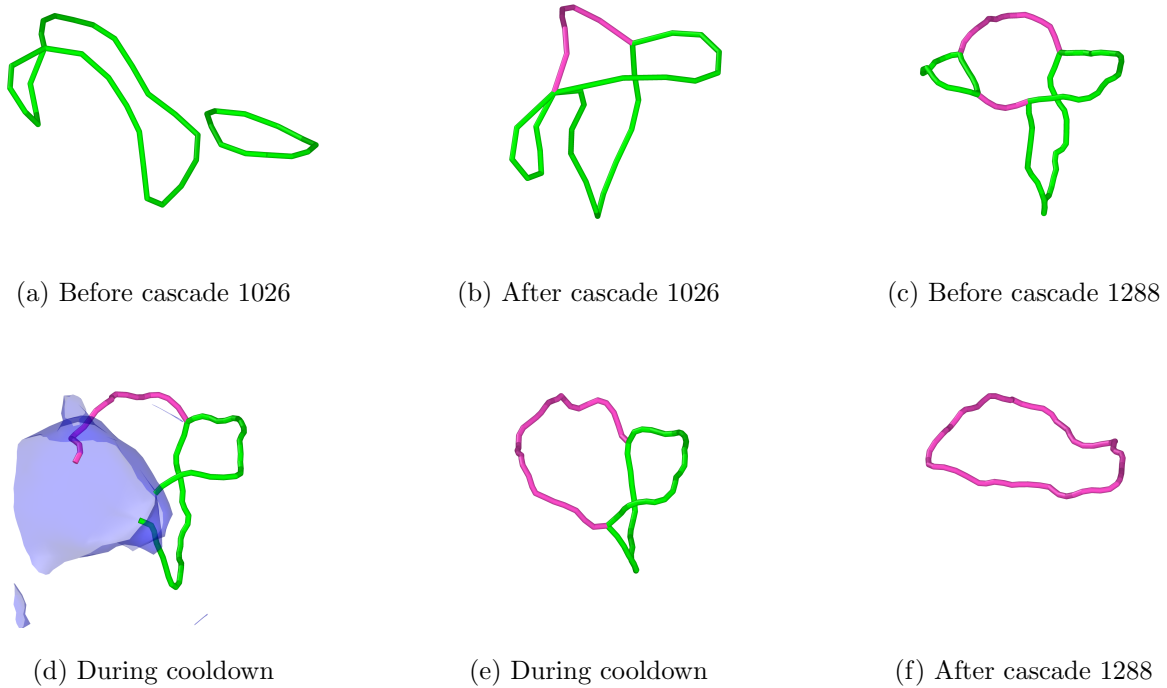 (a) Before cascade 1026
(b) After cascade 1026
(c) Before cascade 1288
(d) During cooldown
(e) During cooldown
(f) After cascade 1288